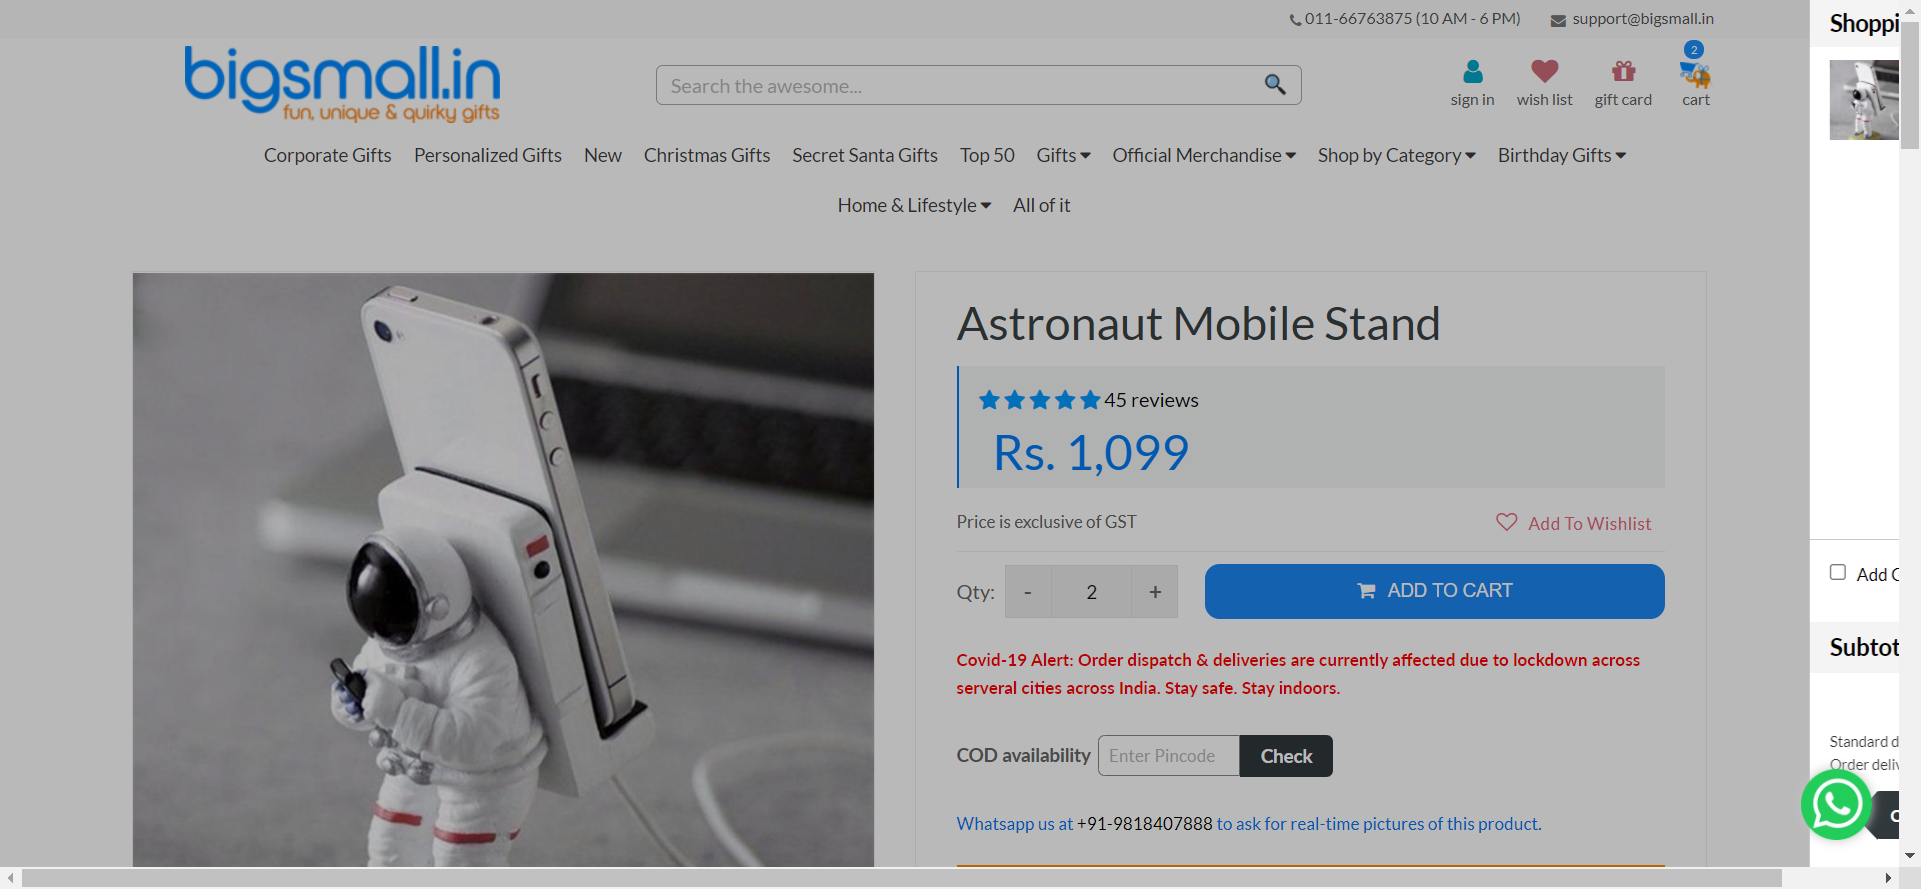 011-66763875 (10 AM - 6 PM)
support@bigsmall.in
Shoppi
bigsmall.in
fun, unique & quirky gifts
Search the awesome...
2
sign in
wish list
gift card
cart
Corporate Gifts
Personalized Gifts
New
Christmas Gifts
Secret Santa Gifts
Top 50
Gifts
Official Merchandise
Shop by Category
Birthday Gifts
Home & Lifestyle
All of it
Astronaut Mobile Stand
45 reviews
Rs. 1,099
Price is exclusive of GST
Add To Wishlist
Qty:
-
2
+
ADD TO CART
Covid-19 Alert: Order dispatch & deliveries are currently affected due to lockdown across
serveral cities across India. Stay safe. Stay indoors.
COD availability
Enter Pincode
Check
Whatsapp us at +91-9818407888 to ask for real-time pictures of this product.
Add
Subtot
Standard d
Order deliv